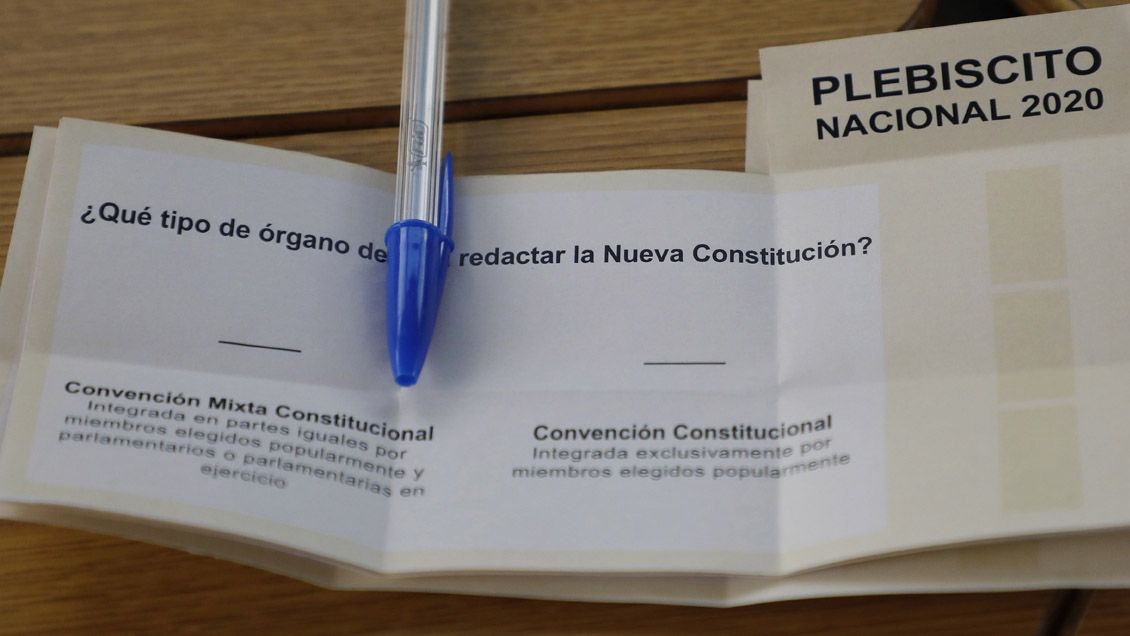 PLEBISCITO
NACIONAL 2020
¿Qué tipo de órgano de redactar la Nueva Constitución?
Convención Mixta Constitucional
Integrada en partes iguales por
miembros elegidos popularmente y
parlamentarios o parlamentarias en
ejercicio
Convención Constitucional
Integrada exclusivamente por
miembros elegidos popularmente